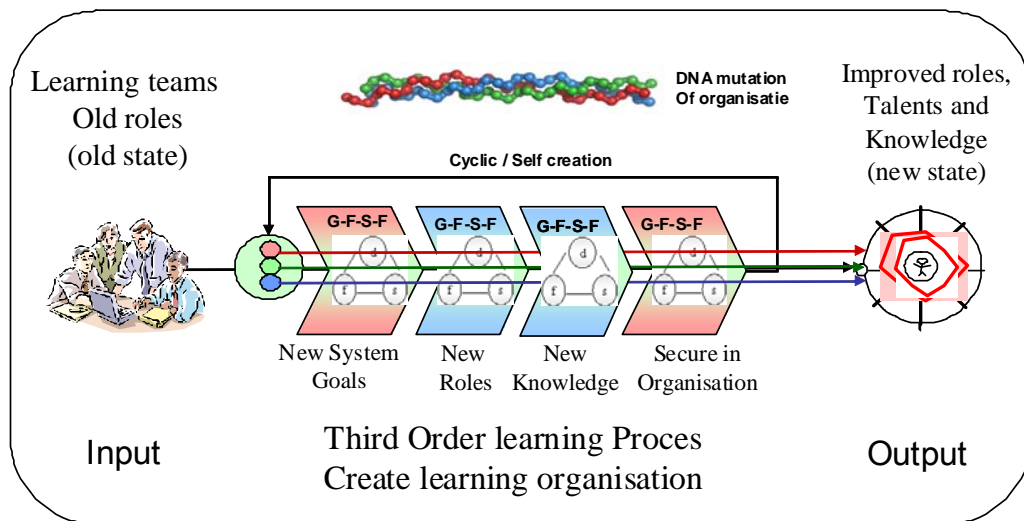 Learning teams
Old roles
(old state)
DNA mutation
Of organisatie
Improved roles,
Talents and
Knowledge
(new state)
Cyclic / Self creation
G-F-S-F
G-F-S-F
G-F-S-F
G-F-S-F
d
d
d
d
f s
f s
f s
f s
New System
Goals
New
Roles
New
Knowledge
Secure in
Organisation
Input
Third Order learning Proces
Create learning organisation
Output